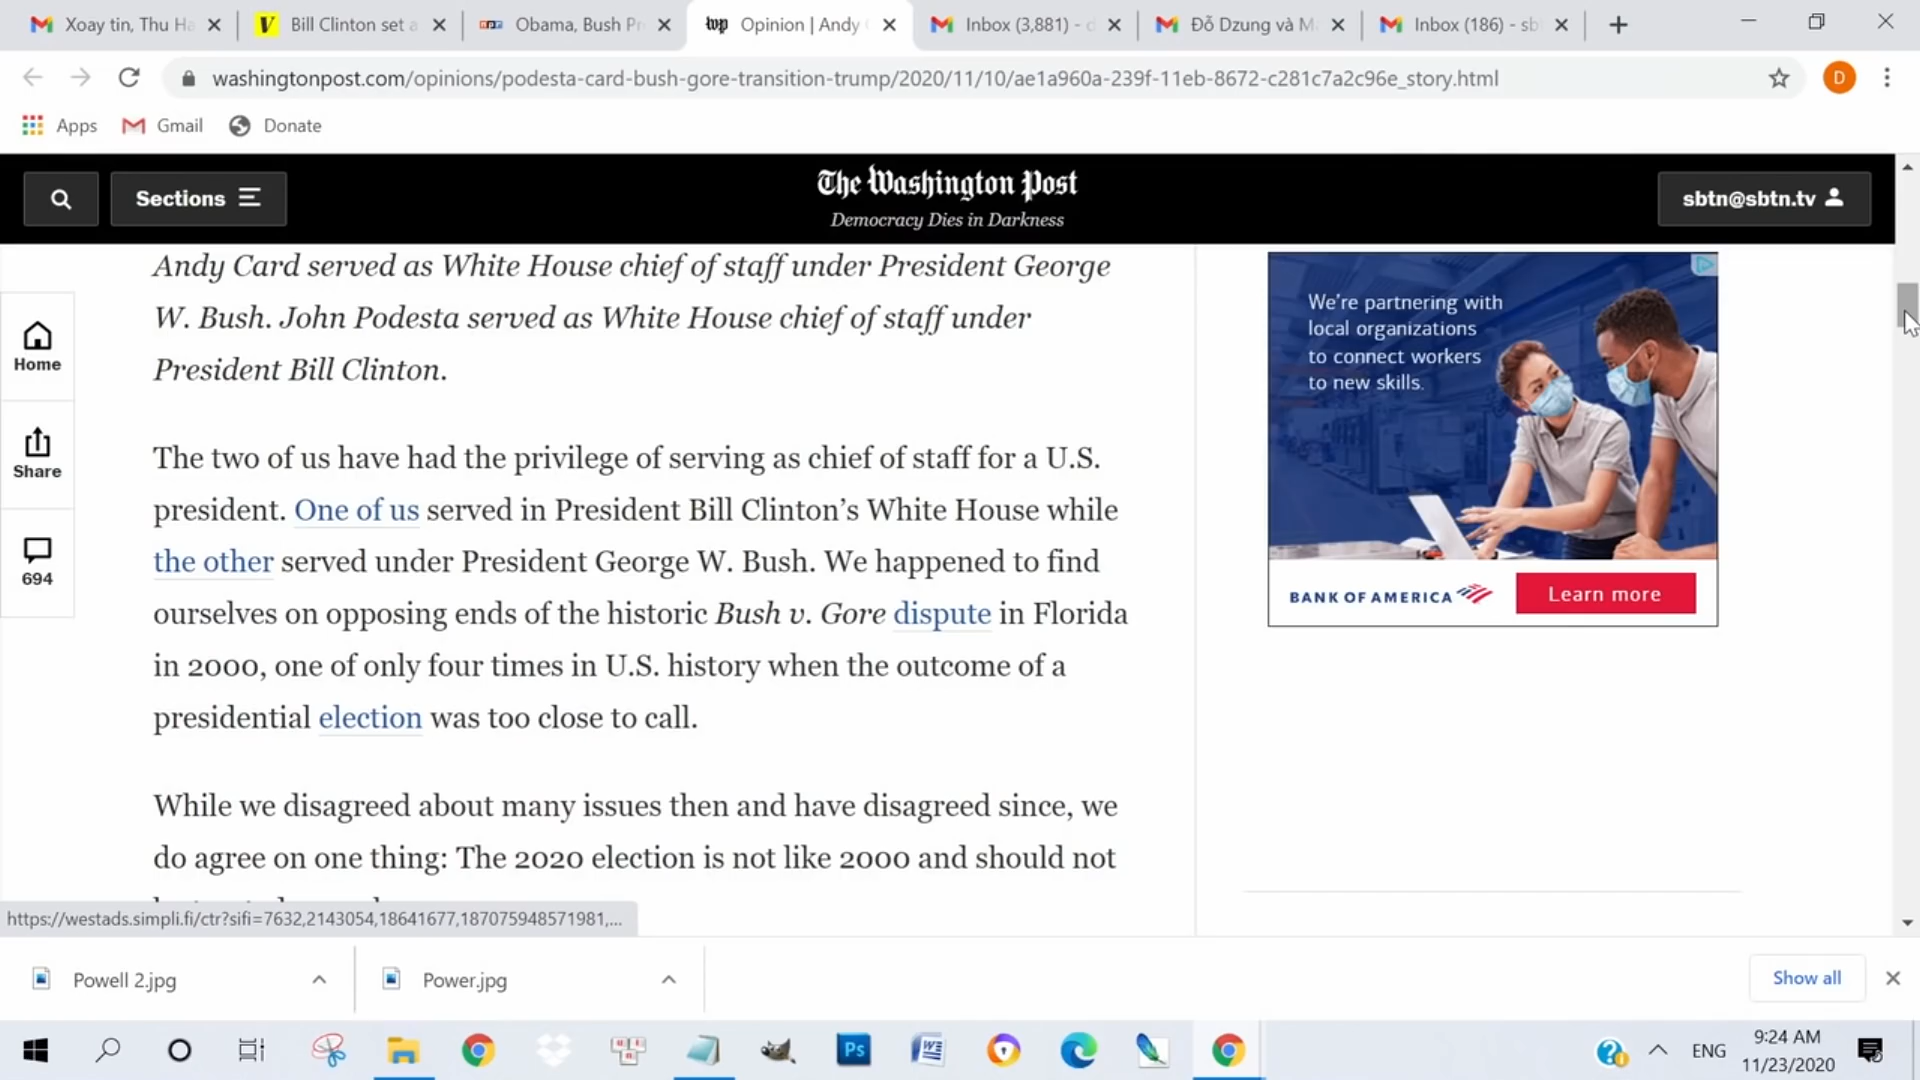 Xoay tin, Thu Ha
Bill Clinton set a
Obama, Bush Pr
Opinion | Andy
Inbox (3,881) - d
Đỗ Dzung và M
Inbox (186) - sb
washingtonpost.com/opinions/podesta-card-bush-gore-transition-trump/2020/11/10/ae1a960a-239f-11eb-8672-c281c7a2c96e_story.html
D
Apps
Gmail
Donate
Sections
The Washington Post
Democracy Dies in Darkness
sbtn@sbtn.tv
Home
Share
694
Andy Card served as White House chief of staff under President George
W. Bush. John Podesta served as White House chief of staff under
President Bill Clinton.
The two of us have had the privilege of serving as chief of staff for a U.S.
president. One of us served in President Bill Clinton's White House while
the other served under President George W. Bush. We happened to find
ourselves on opposing ends of the historic Bush v. Gore dispute in Florida
in 2000, one of only four times in U.S. history when the outcome of a
presidential election was too close to call.
While we disagreed about many issues then and have disagreed since, we
do agree on one thing: The 2020 election is not like 2000 and should not
We're partnering with
local organizations
to connect workers
to new skills.
BANK OF AMERICA
Learn more
https://westads.simpli.fi/ctr?sifi=7632,2143054,18641677,187075948571981,...
Powell 2.jpg
Power.jpg
Show all
Ps
ENG
9:24 AM
11/23/2020